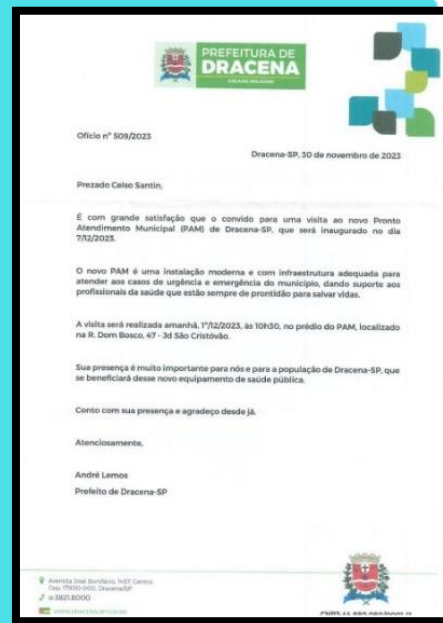 PREFEITURA DE
DRACENA
Ofício nº 509/2023
Dracena-SP, 30 de novembro de 2023
Prezado Celso Santin,
É com grande satisfação que o convido para uma visita ao novo Pronto
Atendimento Municipal (PAM) de Dracena-SP, que será inaugurado no dia
7/12/2023.
O novo PAM é uma instalação moderna e com infraestrutura adequada para
atender aos casos de urgência e emergência do município, dando suporte aos
profissionais da saúde que estão sempre de prontidão para salvar vidas.
A visita será realizada amanhã, 1º/12/2023, às 10h30, no prédio do PAM, localizado
na R. Dom Bosco, 47 - Jd São Cristóvão.
Sua presença é muito importante para nós e para a população de Dracena-SP, que
se beneficiará desse novo equipamento de saúde pública.
Conto com sua presença e agradeço desde já.
Atenciosamente,
André Lemos
Prefeito de Dracena-SP
Avenida José Bonifácio, 1437, Centro
Cep. 17900-000, Dracena/SP
3821.8000